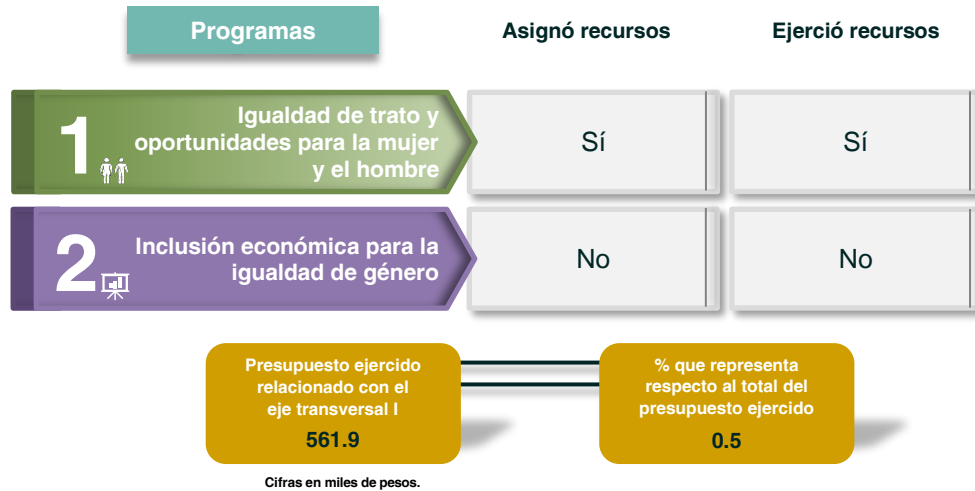 Programas
Asignó recursos
Ejerció recursos
1
Igualdad de trato y
oportunidades para la mujer
y el hombre
Sí
Sí
2
Inclusión económica para la
igualdad de género
No
No
Presupuesto ejercido
relacionado con el
eje transversal I
561.9
% que representa
respecto al total del
presupuesto ejercido
0.5
Cifras en miles de pesos.